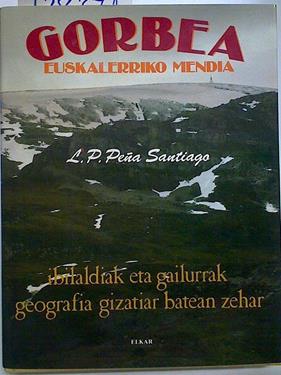 GORBEA
EUSKALERRIKO MENDIA
L.P. Peña Santiago
ibilaldiak eta gailurrak
geografia gizatiar batean zehar
ELKAR